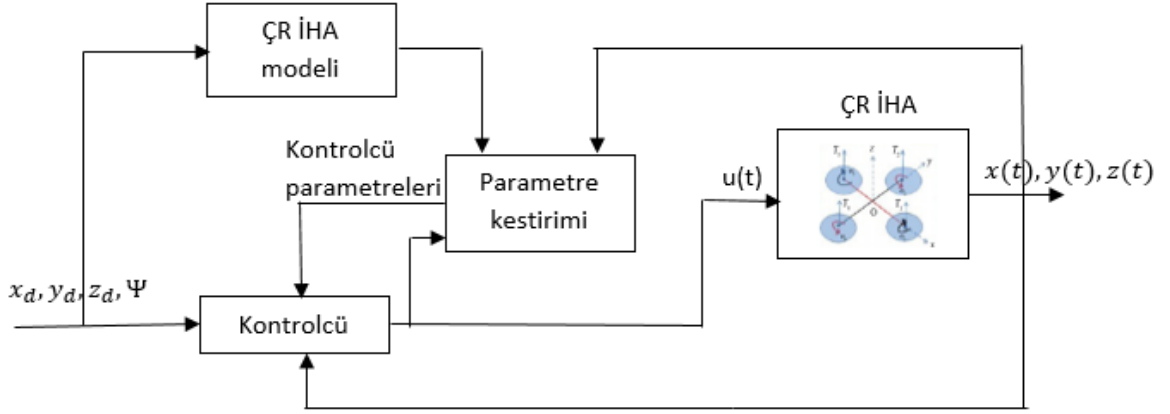 ÇR İHA
modeli
ÇR İHA
Kontrolcü
parametreleri
Parametre
kestirimi
u(t)
x(t), y(t), z(t)
x_d, y_d, z_d, Ψ
Kontrolcü